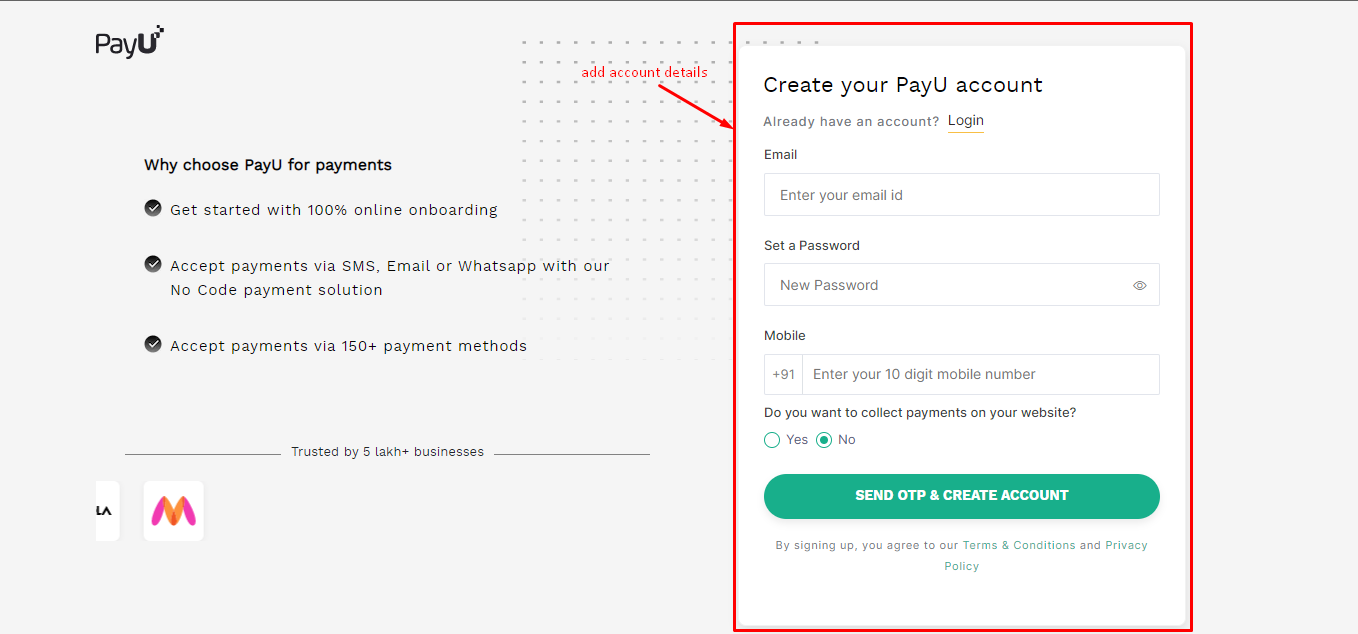 PayU
add account details
Why choose PayU for payments
Get started with 100% online onboarding
Accept payments via SMS, Email or Whatsapp with our
No Code payment solution
Accept payments via 150+ payment methods
Trusted by 5 lakh+ businesses
LA
Create your PayU account
Already have an account? Login
Email
Enter your email id
Set a Password
New Password
Mobile
+91 Enter your 10 digit mobile number
Do you want to collect payments on your website?
Yes No
SEND OTP & CREATE ACCOUNT
By signing up, you agree to our Terms & Conditions and Privacy
Policy